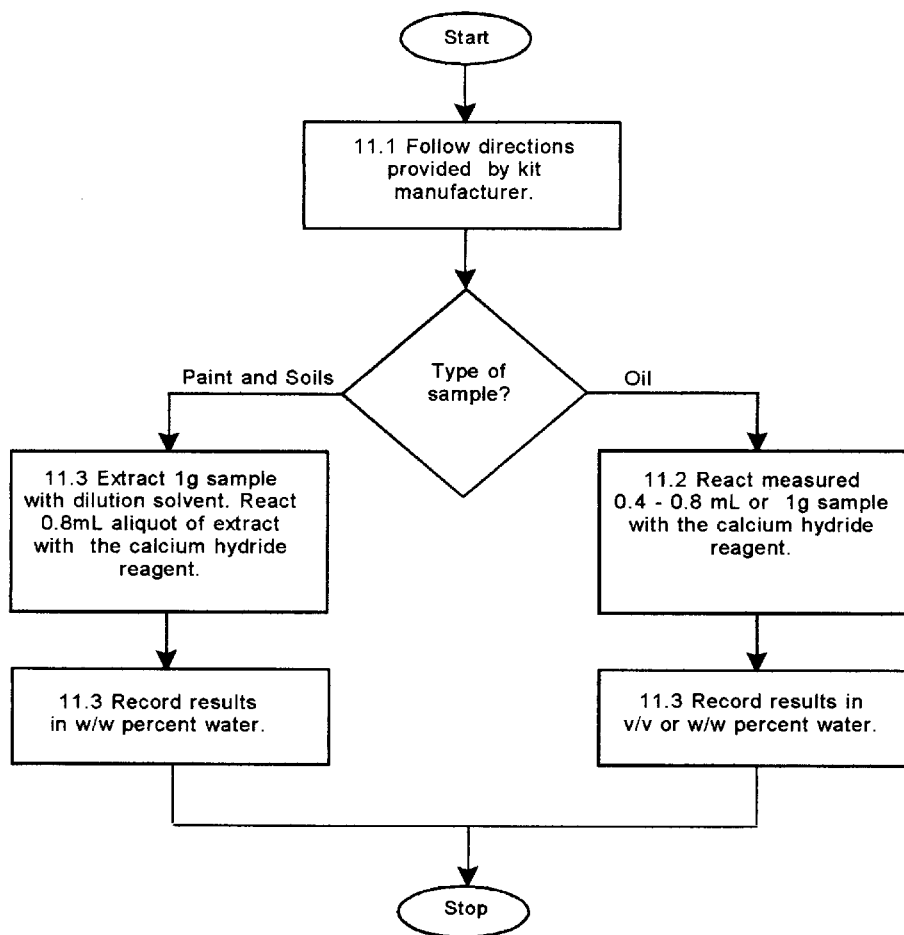 Start
11.1 Follow directions
provided by kit
manufacturer.
Type of
sample?
Paint and Soils
Oil
11.3 Extract 1g sample
with dilution solvent. React
0.8mL aliquot of extract
with the calcium hydride
reagent.
11.2 React measured
0.4 - 0.8 mL or 1g sample
with the calcium hydride
reagent.
11.3 Record results
in w/w percent water.
11.3 Record results in
v/v or w/w percent water.
Stop